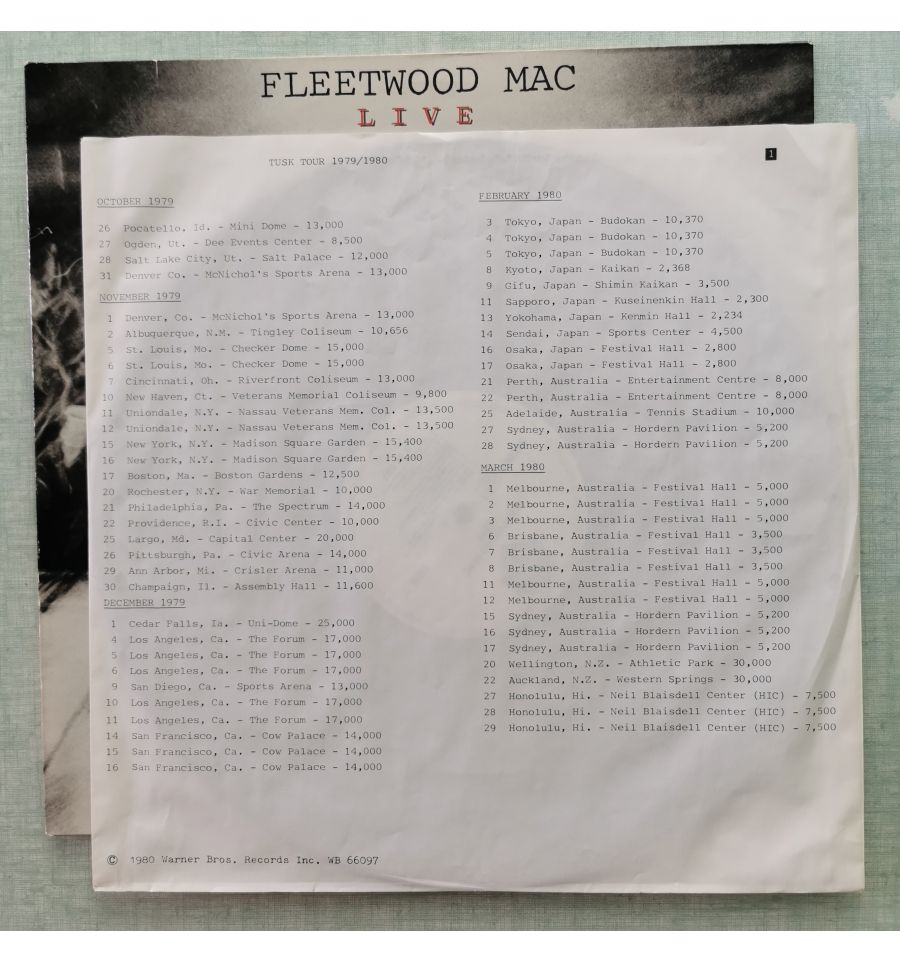 FLEETWOOD MAC
LIVE
TUSK TOUR 1979/1980
1
OCTOBER 1979
26 Pocatello, Id. - Mini Dome - 13,000
27 Ogden, Ut. - Dee Events Center - 8,500
28 Salt Lake City, Ut. - Salt Palace - 12,000
31 Denver Co. - McNichol's Sports Arena - 13,000
NOVEMBER 1979
1 Denver, Co. - McNichol's Sports Arena - 13,000
2 Albuquerque, N.M. - Tingley Coliseum - 10,656
5 St. Louis, Mo. - Checker Dome - 15,000
6 St. Louis, Mo. - Checker Dome - 15,000
7 Cincinnati, Oh. - Riverfront Coliseum - 13,000
10 New Haven, Ct. - Veterans Memorial Coliseum - 9,800
11 Uniondale, N.Y. - Nassau Veterans Mem. Col. - 13,500
12 Uniondale, N.Y. - Nassau Veterans Mem. Col. - 13,500
15 New York, N.Y. - Madison Square Garden - 15,400
16 New York, N.Y. - Madison Square Garden - 15,400
17 Boston, Ma. - Boston Gardens - 12,500
20 Rochester, N.Y. - War Memorial - 10,000
21 Philadelphia, Pa. - The Spectrum - 14,000
22 Providence, R.I. - Civic Center - 10,000
25 Largo, Md. - Capital Center - 20,000
26 Pittsburgh, Pa. - Civic Arena - 14,000
29 Ann Arbor, Mi. - Crisler Arena - 11,000
30 Champaign, Il. - Assembly Hall - 11,600
DECEMBER 1979
1 Cedar Falls, Ia. - Uni-Dome - 25,000
4 Los Angeles, Ca. - The Forum - 17,000
5 Los Angeles, Ca. - The Forum - 17,000
6 Los Angeles, Ca. - The Forum - 17,000
9 San Diego, Ca. - Sports Arena - 13,000
10 Los Angeles, Ca. - The Forum - 17,000
11 Los Angeles, Ca. - The Forum - 17,000
14 San Francisco, Ca. - Cow Palace - 14,000
15 San Francisco, Ca. - Cow Palace - 14,000
16 San Francisco, Ca. - Cow Palace - 14,000
FEBRUARY 1980
3 Tokyo, Japan - Budokan - 10,370
4 Tokyo, Japan - Budokan - 10,370
5 Tokyo, Japan - Budokan - 10,370
8 Kyoto, Japan - Kaikan - 2,368
9 Gifu, Japan - Shimin Kaikan - 3,500
11 Sapporo, Japan - Kuseinenkin Hall - 2,300
13 Yokohama, Japan - Kenmin Hall - 2,234
14 Sendai, Japan - Sports Center - 4,500
16 Osaka, Japan - Festival Hall - 2,800
17 Osaka, Japan - Festival Hall - 2,800
21 Perth, Australia - Entertainment Centre - 8,000
22 Perth, Australia - Entertainment Centre - 8,000
25 Adelaide, Australia - Tennis Stadium - 10,000
27 Sydney, Australia - Hordern Pavilion - 5,200
28 Sydney, Australia - Hordern Pavilion - 5,200
MARCH 1980
1 Melbourne, Australia - Festival Hall - 5,000
2 Melbourne, Australia - Festival Hall - 5,000
3 Melbourne, Australia - Festival Hall - 5,000
6 Brisbane, Australia - Festival Hall - 3,500
7 Brisbane, Australia - Festival Hall - 3,500
8 Brisbane, Australia - Festival Hall - 3,500
11 Melbourne, Australia - Festival Hall - 5,000
12 Melbourne, Australia - Festival Hall - 5,000
15 Sydney, Australia - Hordern Pavilion - 5,200
16 Sydney, Australia - Hordern Pavilion - 5,200
17 Sydney, Australia - Hordern Pavilion - 5,200
20 Wellington, N.Z. - Athletic Park - 30,000
22 Auckland, N.Z. - Western Springs - 30,000
27 Honolulu, Hi. - Neil Blaisdell Center (HIC) - 7,500
28 Honolulu, Hi. - Neil Blaisdell Center (HIC) - 7,500
29 Honolulu, Hi. - Neil Blaisdell Center (HIC) - 7,500
© 1980 Warner Bros. Records Inc. WB 66097